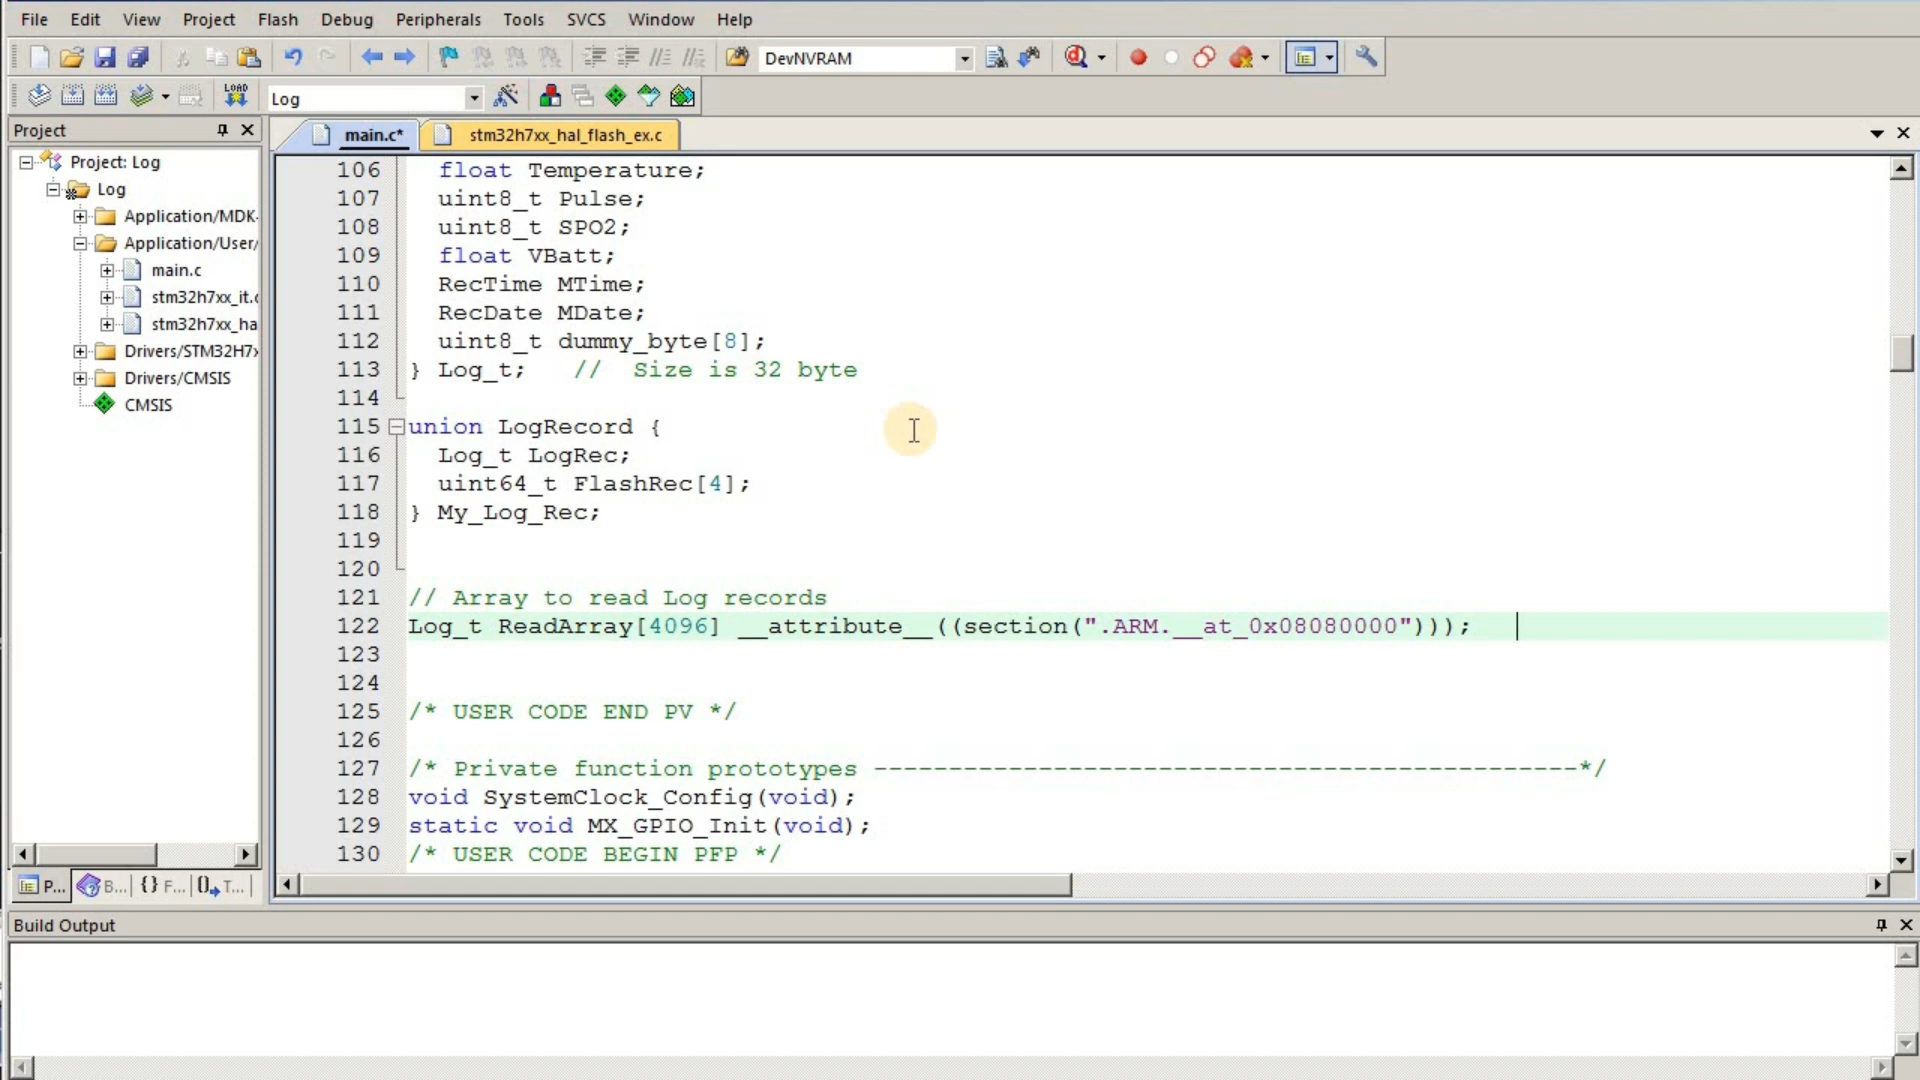 File Edit View Project Flash Debug Peripherals Tools SVCS Window Help
DevNVRAM
LOAD Log
Project
main.c* stm32h7xx_hal_flash_ex.c
Project: Log
Log
Application/MDK-
Application/User/
main.c
stm32h7xx_it.c
stm32h7xx_ha
Drivers/STM32H7x
Drivers/CMSIS
CMSIS
106 float Temperature;
107 uint8_t Pulse;
108 uint8_t SPO2;
109 float VBatt;
110 RecTime MTime;
111 RecDate MDate;
112 uint8_t dummy_byte[8];
113 } Log_t; // Size is 32 byte
114
115 union LogRecord {
116 Log_t LogRec;
117 uint64_t FlashRec[4];
118 } My_Log_Rec;
119
120
121 // Array to read Log records
122 Log_t ReadArray[4096] __attribute__((section(".ARM.__at_0x08080000")));
123
124
125 /* USER CODE END PV */
126
127 /* Private function prototypes -----------------------------------------------*/
128 void SystemClock_Config(void);
129 static void MX_GPIO_Init(void);
130 /* USER CODE BEGIN PFP */
P... B... {} F... T...
Build Output